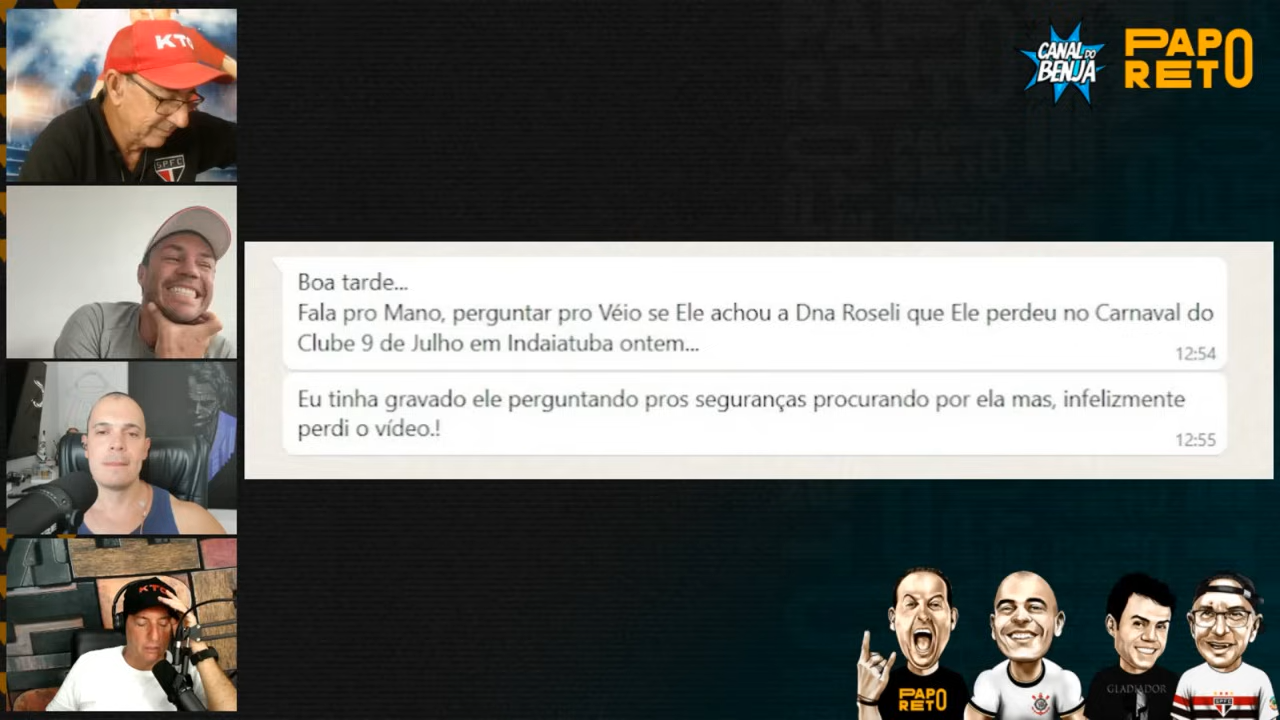 KTO
SPFC
CANAL DO
BENJA
PAPO
RETO
Boa tarde...
Fala pro Mano, perguntar pro Véio se Ele achou a Dna Roseli que Ele perdeu no Carnaval do
Clube 9 de Julho em Indaiatuba ontem...
12:54
Eu tinha gravado ele perguntando pros seguranças procurando por ela mas, infelizmente
perdi o vídeo.!
12:55
KTO
PAPO
RETO
GLADIADOR
SPFC